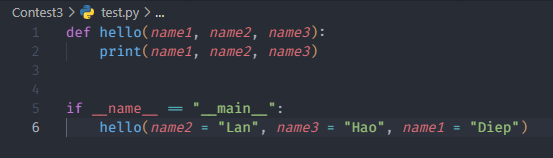 Contest3 > test.py > ...
1 def hello(name1, name2, name3):
2     print(name1, name2, name3)
3
4
5 if __name__ == "__main__":
6     hello(name2 = "Lan", name3 = "Hao", name1 = "Diep")